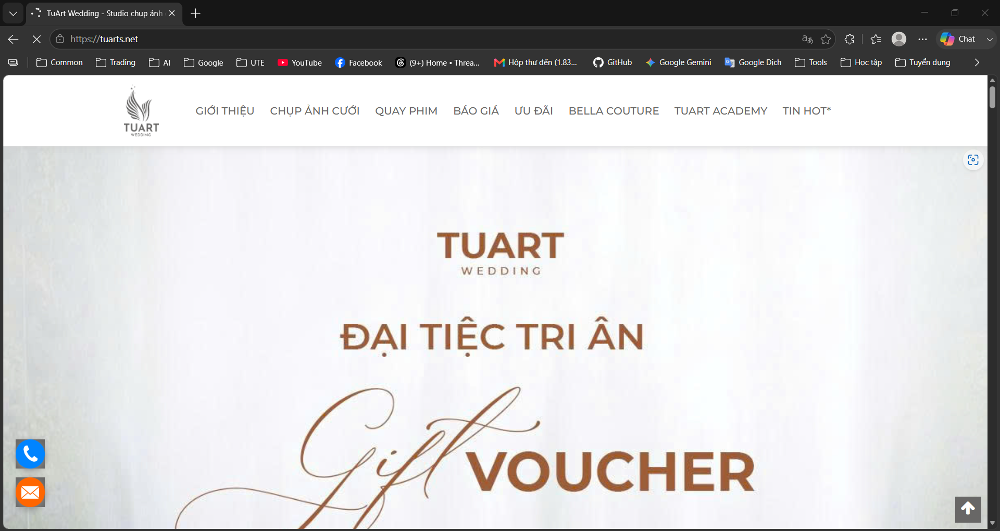 TuArt Wedding - Studio chụp ảnh
https://tuarts.net
Chat
Common
Trading
AI
Google
UTE
YouTube
Facebook
(9+) Home • Threa...
Hộp thư đến (1.83...
GitHub
Google Gemini
Google Dịch
Tools
Học tập
Tuyển dụng
TUART
WEDDING
GIỚI THIỆU
CHỤP ẢNH CƯỚI
QUAY PHIM
BÁO GIÁ
ƯU ĐÃI
BELLA COUTURE
TUART ACADEMY
TIN HOT*
TUART
WEDDING
ĐẠI TIỆC TRI ÂN
Gift VOUCHER